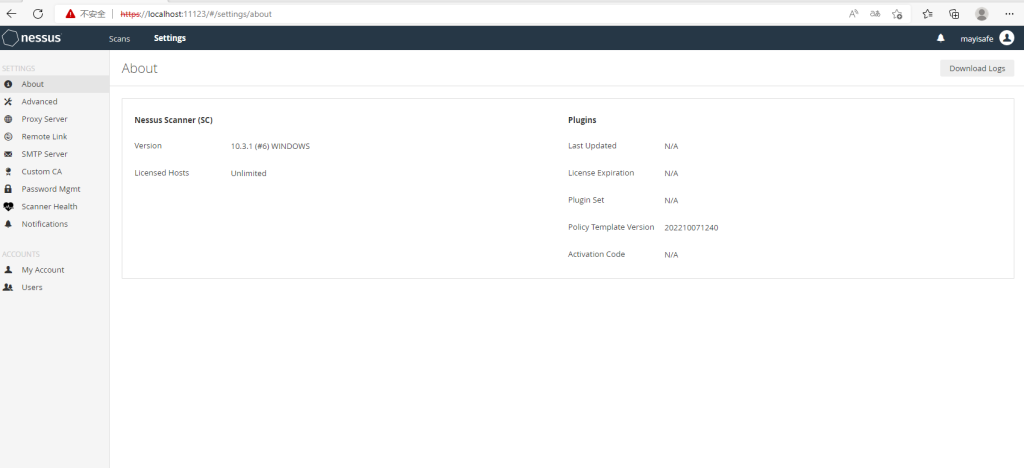 不安全 https://localhost:11123/#/settings/about
nessus Scans Settings mayisafe
SETTINGS
About
Advanced
Proxy Server
Remote Link
SMTP Server
Custom CA
Password Mgmt
Scanner Health
Notifications
ACCOUNTS
My Account
Users
About
Download Logs
Nessus Scanner (SC)
Version 10.3.1 (#6) WINDOWS
Licensed Hosts Unlimited
Plugins
Last Updated N/A
License Expiration N/A
Plugin Set N/A
Policy Template Version 202210071240
Activation Code N/A